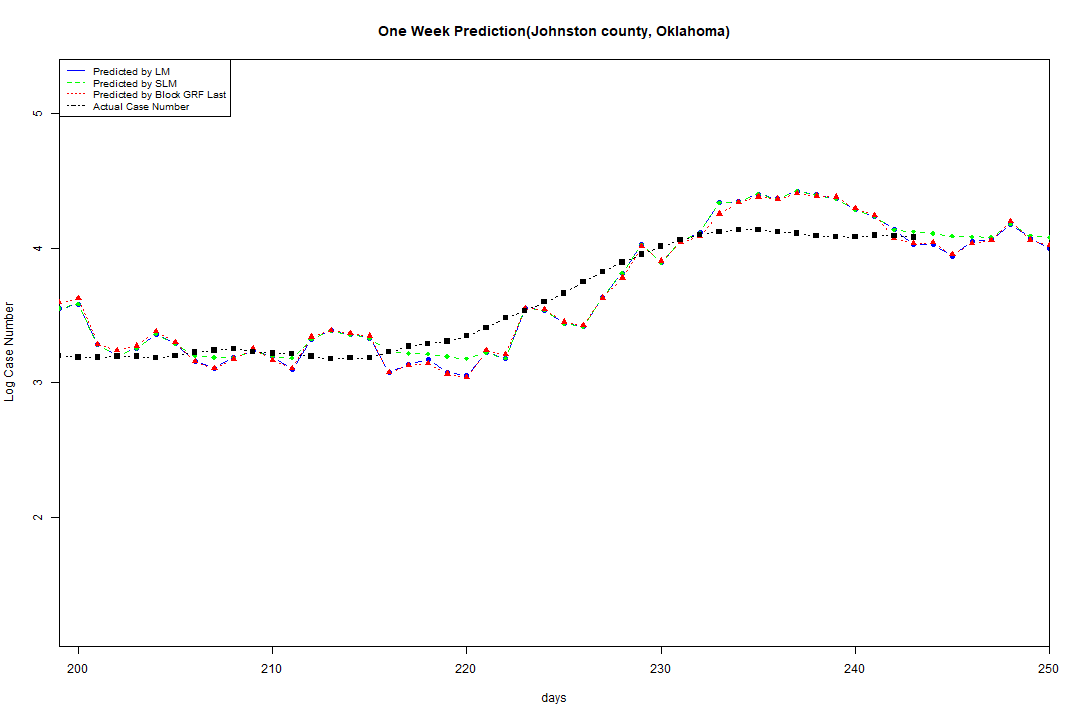 One Week Prediction(Johnston county, Oklahoma)
Predicted by LM
Predicted by SLM
Predicted by Block GRF Last
Actual Case Number
5
4
3
2
Log Case Number
200 210 220 230 240 250
days